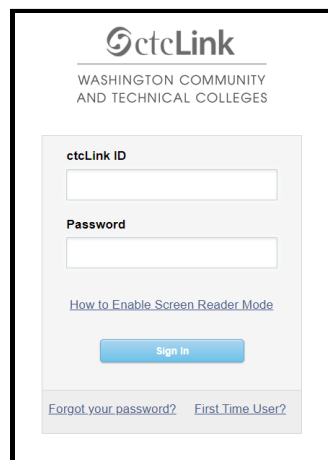 ctcLink
WASHINGTON COMMUNITY
AND TECHNICAL COLLEGES
ctcLink ID
Password
How to Enable Screen Reader Mode
Sign In
Forgot your password? First Time User?